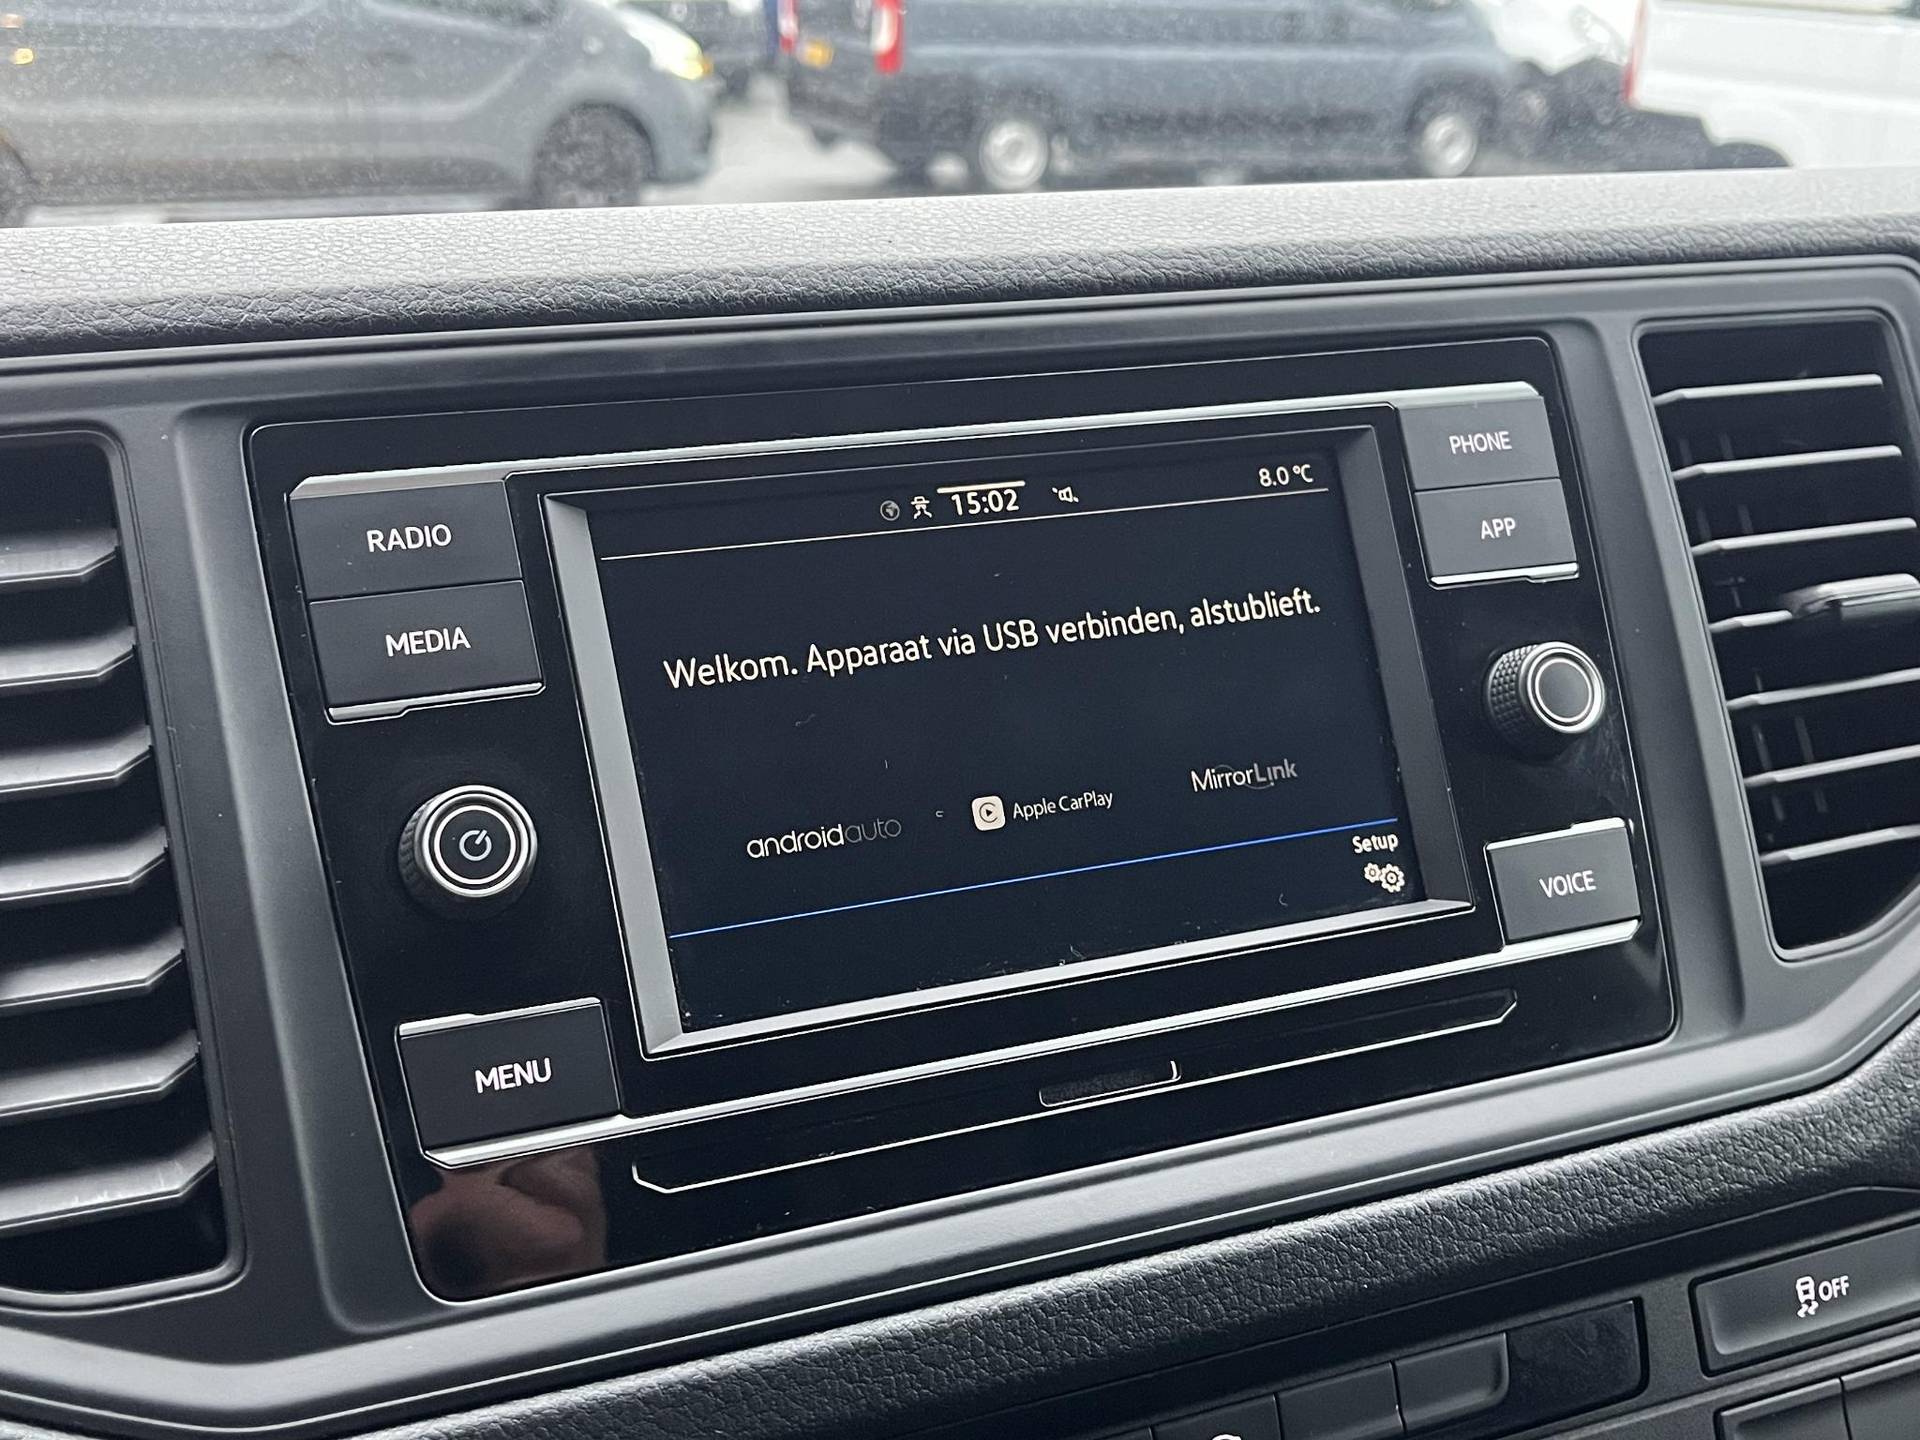 PHONE
15:02
8.0 °C
RADIO
APP
MEDIA
Welkom. Apparaat via USB verbinden, alstublieft.
androidauto
Apple CarPlay
MirrorLink
Setup
VOICE
MENU
OFF